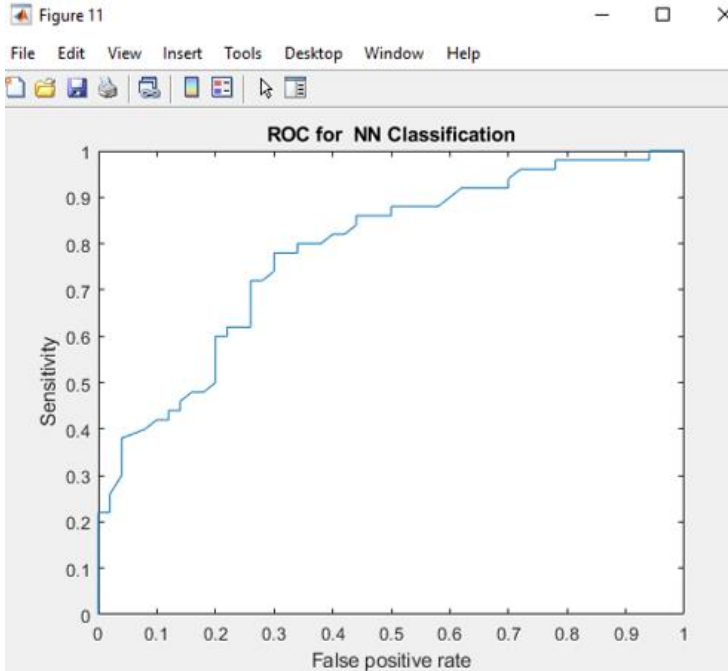 Figure 11
File Edit View Insert Tools Desktop Window Help
ROC for NN Classification
1
0.9
0.8
0.7
0.6
0.5
0.4
0.3
0.2
0.1
0
Sensitivity
0 0.1 0.2 0.3 0.4 0.5 0.6 0.7 0.8 0.9 1
False positive rate